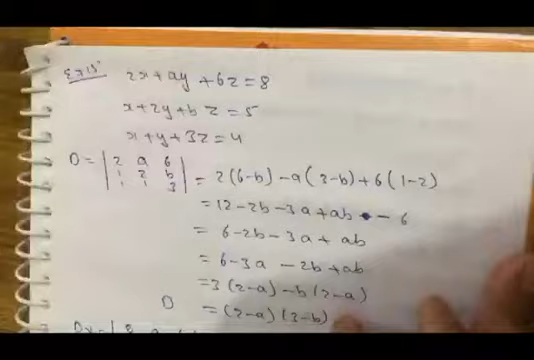 Ex 15
2x + ay + 6z = 8
x + 2y + b z = 5
x + y + 3z = 4
D = | 2 a 6 |
| 1 2 b | = 2(6-b) - a(3-b) + 6(1-2)
| 1 1 3 |
= 12 - 2b - 3a + ab - 6
= 6 - 2b - 3a + ab
= 6 - 3a - 2b + ab
= 3(2-a) - b(2-a)
D = (2-a)(3-b)